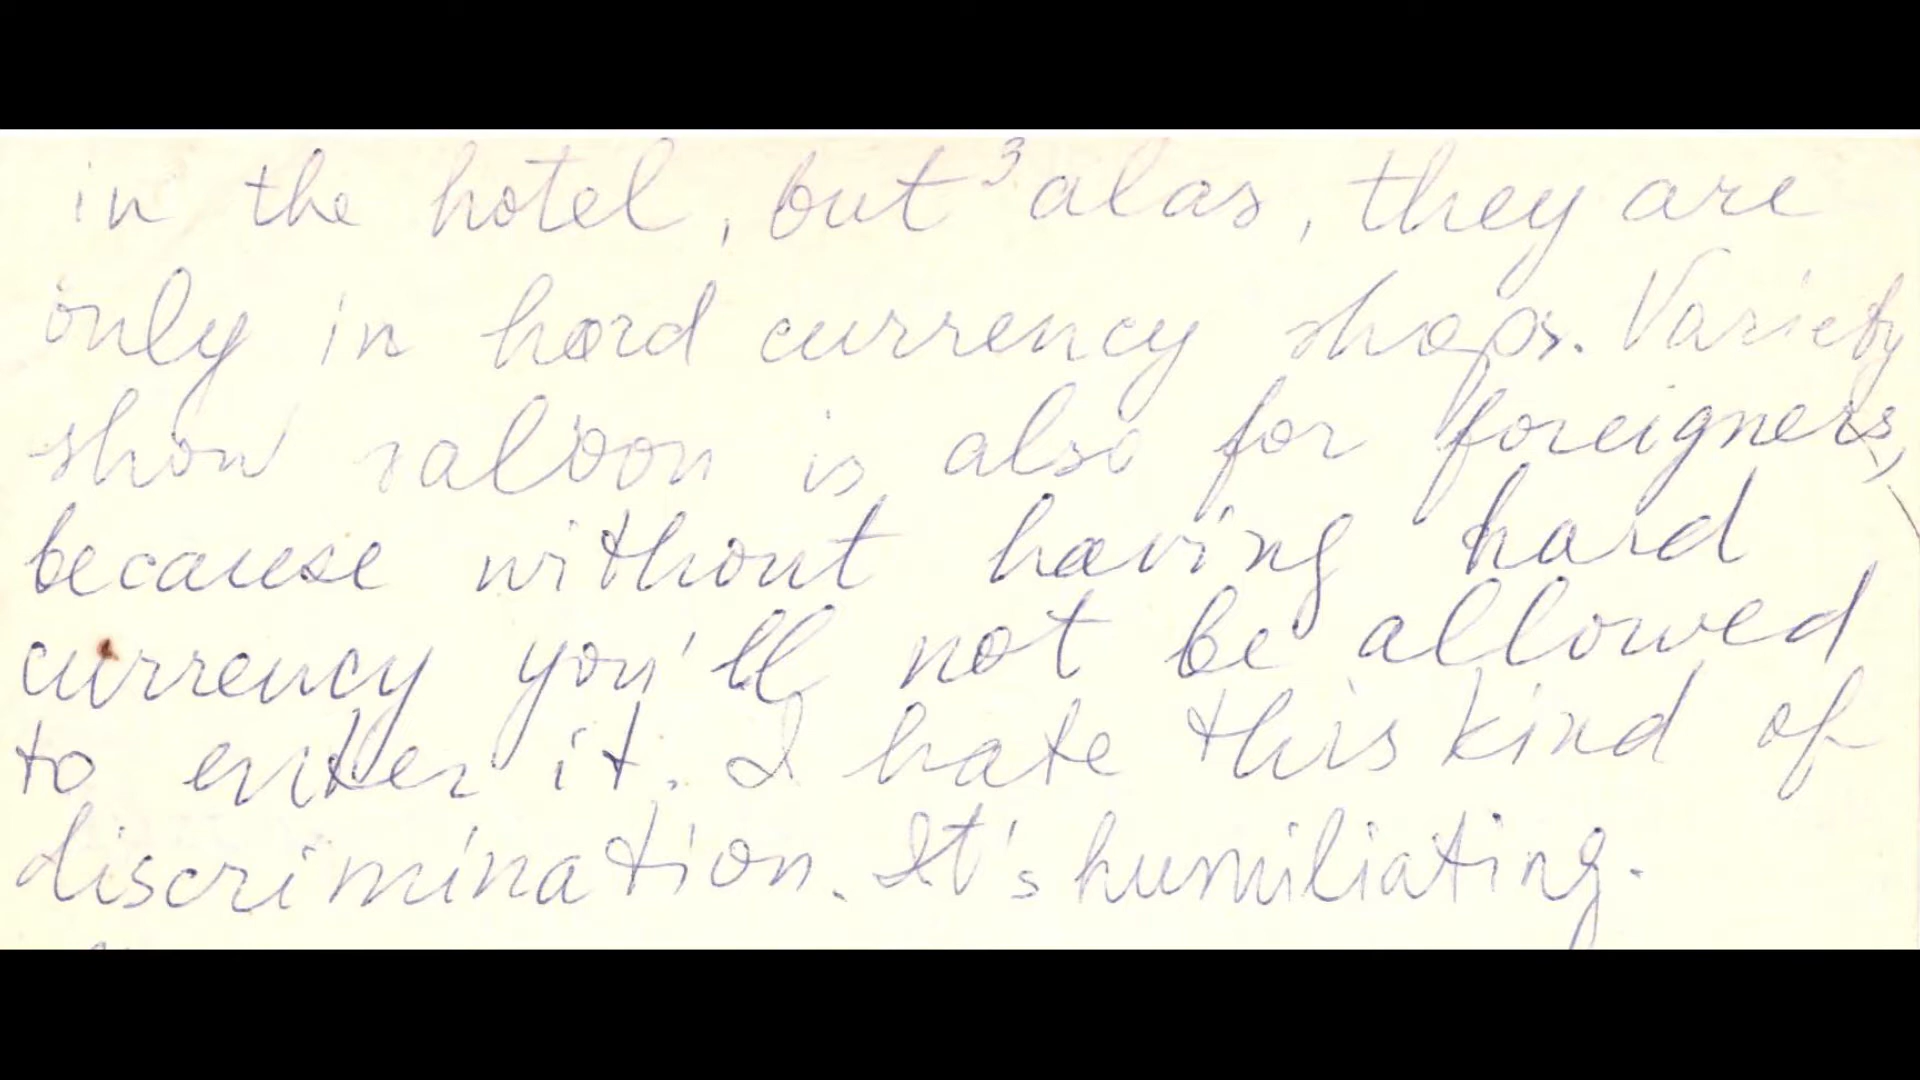 in the hotel, but 3 alas, they are
only in hard currency shops. Variety
show saloon is also for foreigners,
because without having hard
currency you'll not be allowed
to enter it. I hate this kind of
discrimination. It's humiliating.